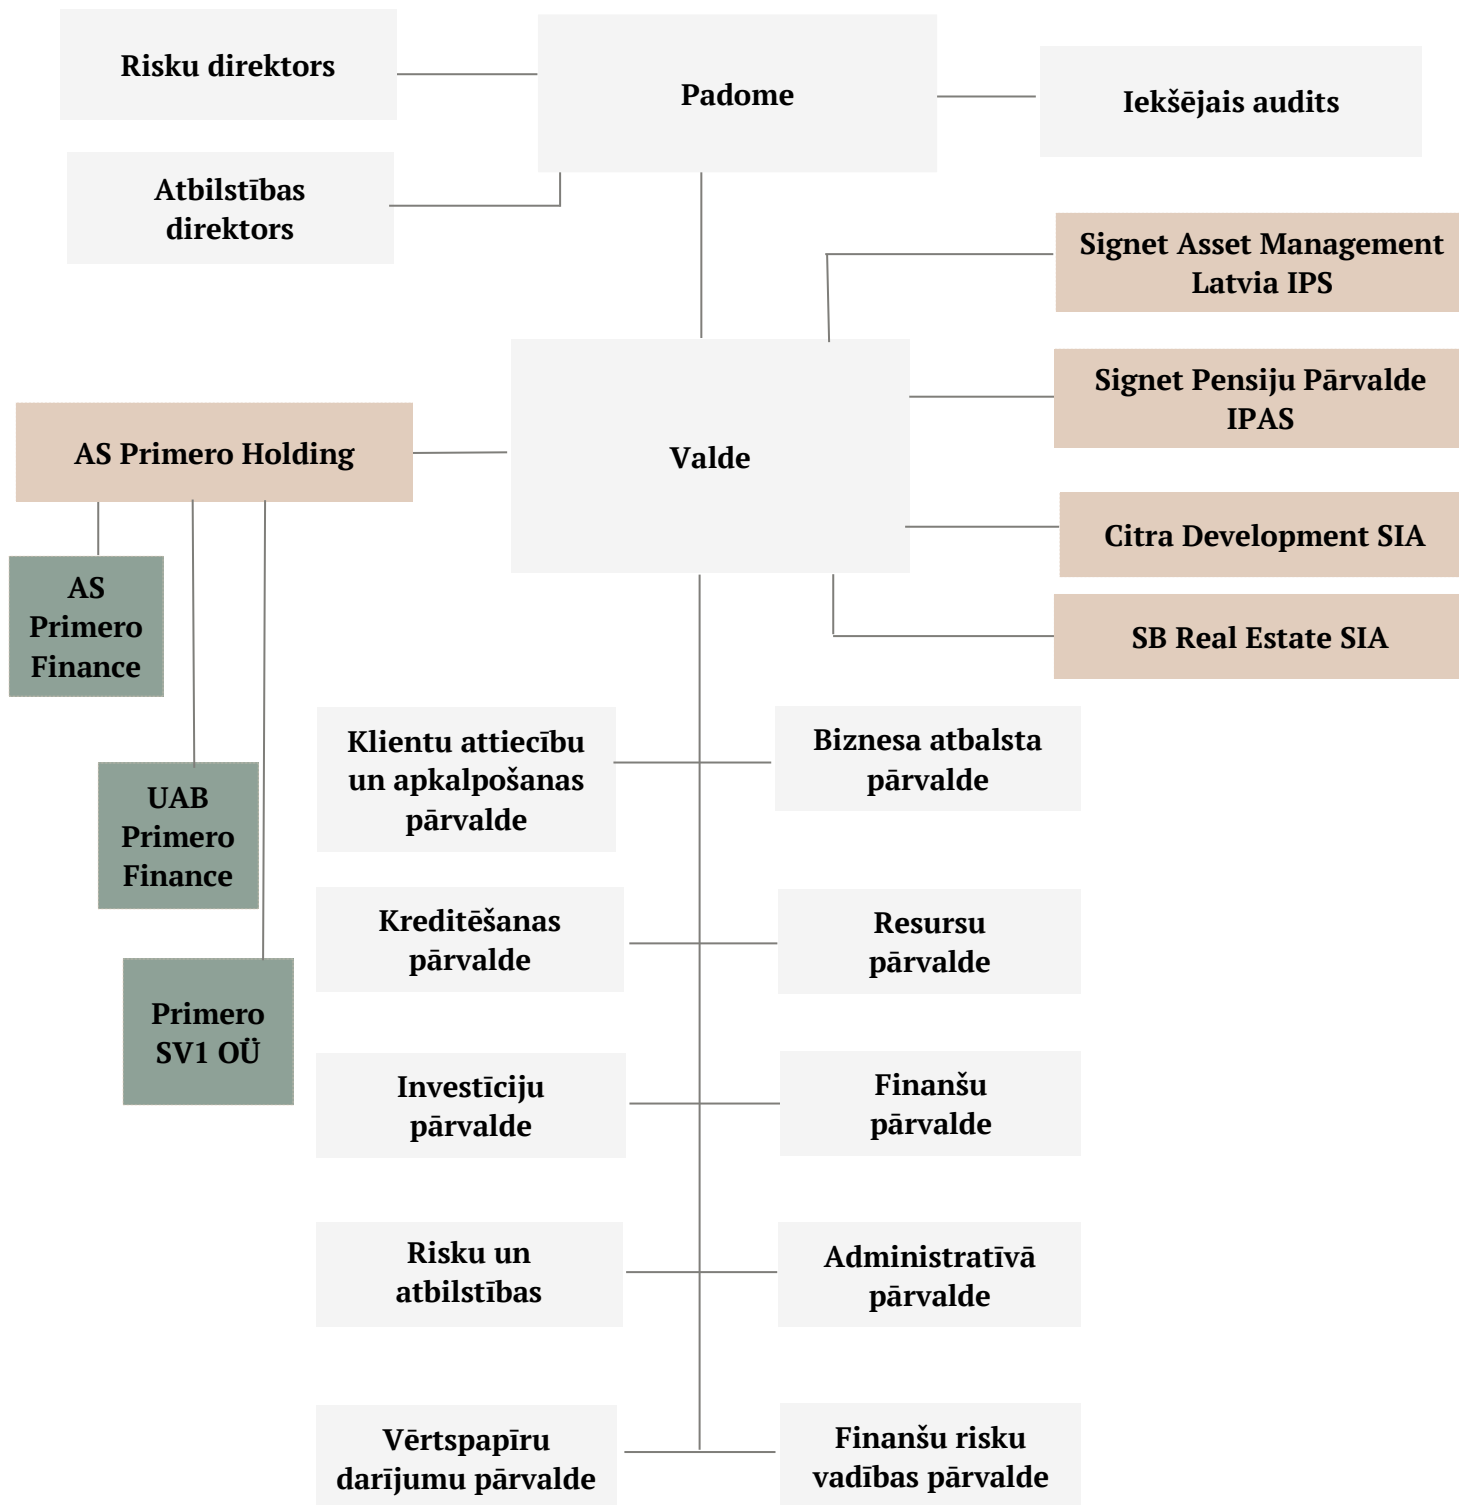 Risku direktors
Padome
Iekšējais audits
Atbilstības
direktors
Signet Asset Management
Latvia IPS
Signet Pensiju Pārvalde
IPAS
AS Primero Holding
Valde
Citra Development SIA
AS
Primero
Finance
SB Real Estate SIA
Klientu attiecību
un apkalpošanas
pārvalde
Biznesa atbalsta
pārvalde
UAB
Primero
Finance
Kreditēšanas
pārvalde
Resursu
pārvalde
Primero
SV1 OÜ
Investīciju
pārvalde
Finanšu
pārvalde
Risku un
atbilstības
Administratīvā
pārvalde
Vērtspapīru
darījumu pārvalde
Finanšu risku
vadības pārvalde